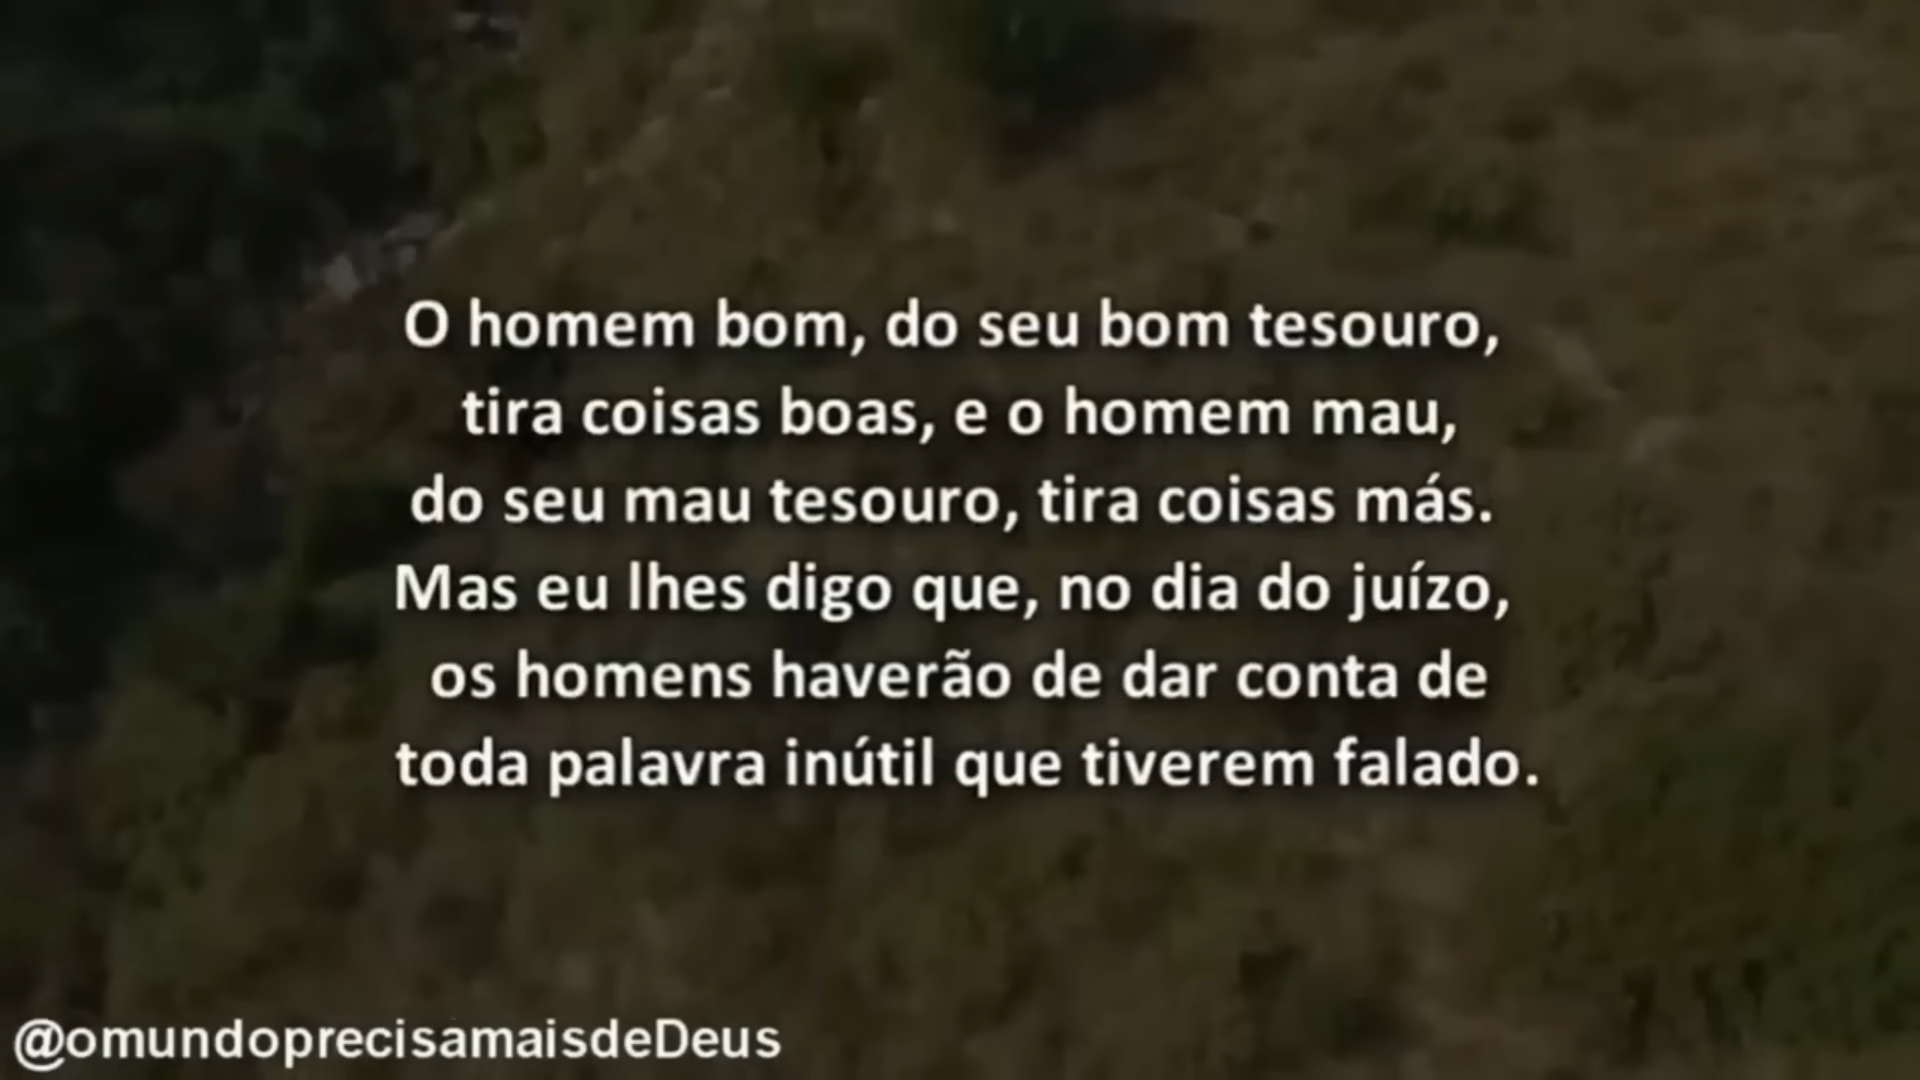 O homem bom, do seu bom tesouro,
tira coisas boas, e o homem mau,
do seu mau tesouro, tira coisas más.
Mas eu lhes digo que, no dia do juízo,
os homens haverão de dar conta de
toda palavra inútil que tiverem falado.
@omundoprecisamaisdeDeus